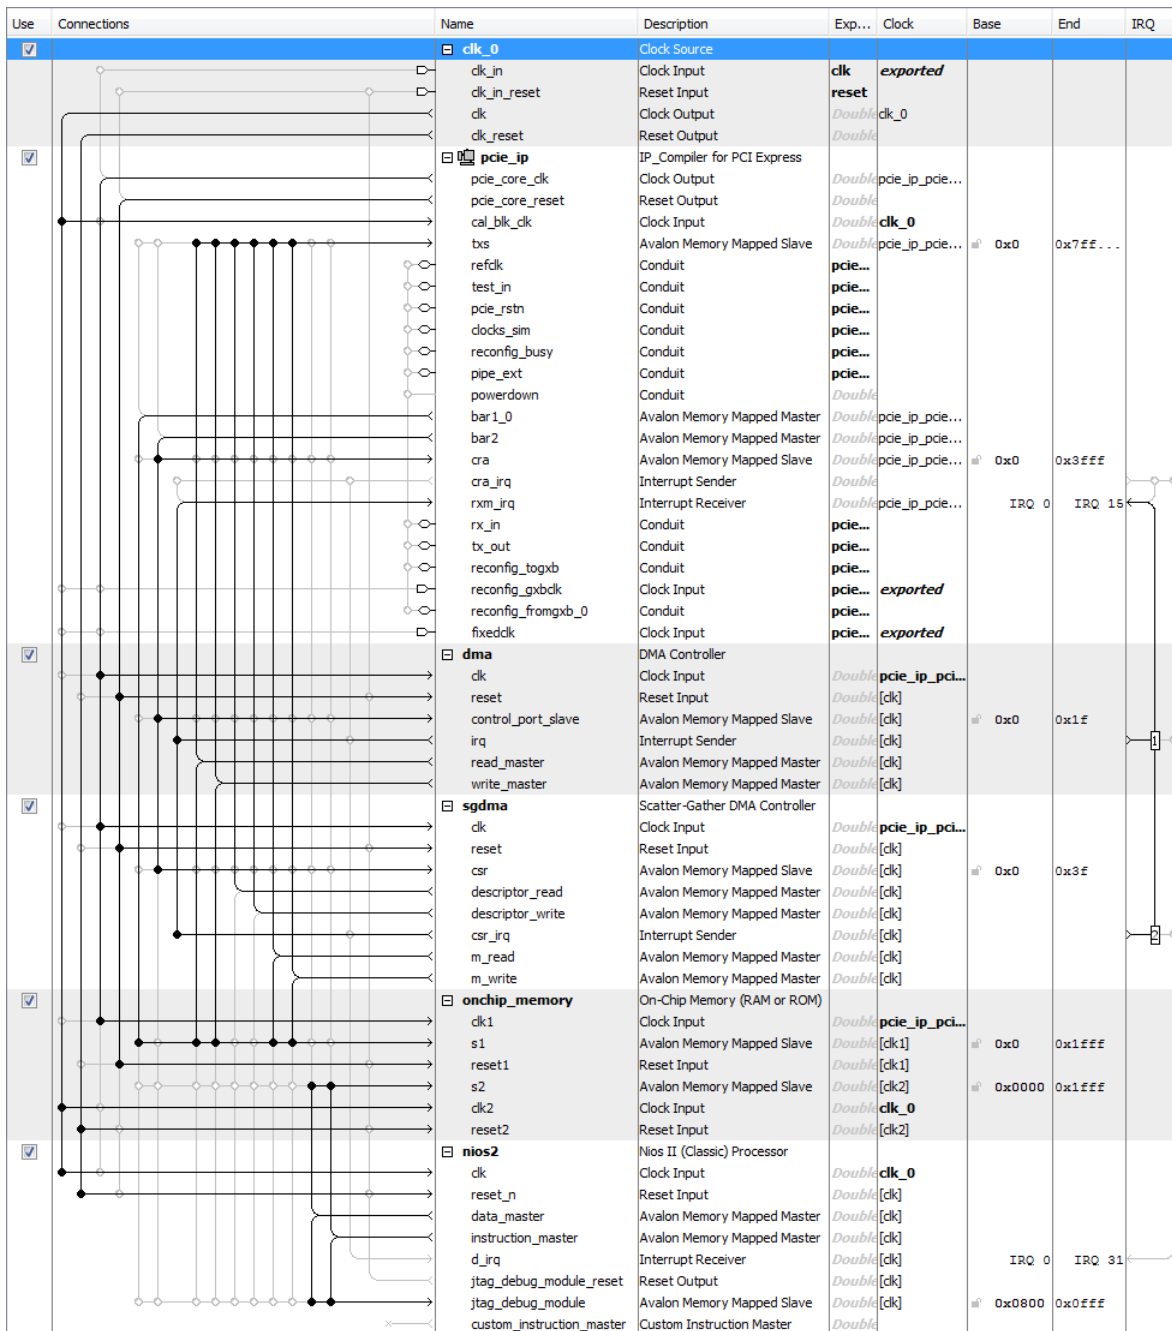 Use Connections Name Description Exp... Clock Base End IRQ
clk_0 Clock Source
clk_in Clock Input clk exported
clk_in_reset Reset Input reset
clk Clock Output Double clk_0
clk_reset Reset Output Double
pcie_ip IP_Compiler for PCI Express
pcie_core_clk Clock Output Double pcie_ip_pcie...
pcie_core_reset Reset Output Double
cal_blk_clk Clock Input Double clk_0
txs Avalon Memory Mapped Slave Double pcie_ip_pcie... 0x0 0x7ff...
refclk Conduit pcie...
test_in Conduit pcie...
pcie_rstn Conduit pcie...
clocks_sim Conduit pcie...
reconfig_busy Conduit pcie...
pipe_ext Conduit pcie...
powerdown Conduit Double
bar1_0 Avalon Memory Mapped Master Double pcie_ip_pcie...
bar2 Avalon Memory Mapped Master Double pcie_ip_pcie...
cra Avalon Memory Mapped Slave Double pcie_ip_pcie... 0x0 0x3fff
cra_irq Interrupt Sender Double
rxm_irq Interrupt Receiver Double pcie_ip_pcie... IRQ 0 IRQ 15
rx_in Conduit pcie...
tx_out Conduit pcie...
reconfig_togxb Conduit pcie...
reconfig_gxbclk Clock Input pcie... exported
reconfig_fromgxb_0 Conduit pcie...
fixedclk Clock Input pcie... exported
dma DMA Controller
clk Clock Input Double pcie_ip_pci...
reset Reset Input Double [clk]
control_port_slave Avalon Memory Mapped Slave Double [clk] 0x0 0x1f
irq Interrupt Sender Double [clk] 1
read_master Avalon Memory Mapped Master Double [clk]
write_master Avalon Memory Mapped Master Double [clk]
sgdma Scatter-Gather DMA Controller
clk Clock Input Double pcie_ip_pci...
reset Reset Input Double [clk]
csr Avalon Memory Mapped Slave Double [clk] 0x0 0x3f
descriptor_read Avalon Memory Mapped Master Double [clk]
descriptor_write Avalon Memory Mapped Master Double [clk]
csr_irq Interrupt Sender Double [clk] 2
m_read Avalon Memory Mapped Master Double [clk]
m_write Avalon Memory Mapped Master Double [clk]
onchip_memory On-Chip Memory (RAM or ROM)
clk1 Clock Input Double pcie_ip_pci...
s1 Avalon Memory Mapped Slave Double [clk1] 0x0 0x1fff
reset1 Reset Input Double [clk1]
s2 Avalon Memory Mapped Slave Double [clk2] 0x0000 0x1fff
clk2 Clock Input Double clk_0
reset2 Reset Input Double [clk2]
nios2 Nios II (Classic) Processor
clk Clock Input Double clk_0
reset_n Reset Input Double [clk]
data_master Avalon Memory Mapped Master Double [clk]
instruction_master Avalon Memory Mapped Master Double [clk]
d_irq Interrupt Receiver Double [clk] IRQ 0 IRQ 31
jtag_debug_module_reset Reset Output Double [clk]
jtag_debug_module Avalon Memory Mapped Slave Double [clk] 0x0800 0x0fff
custom_instruction_master Custom Instruction Master Double